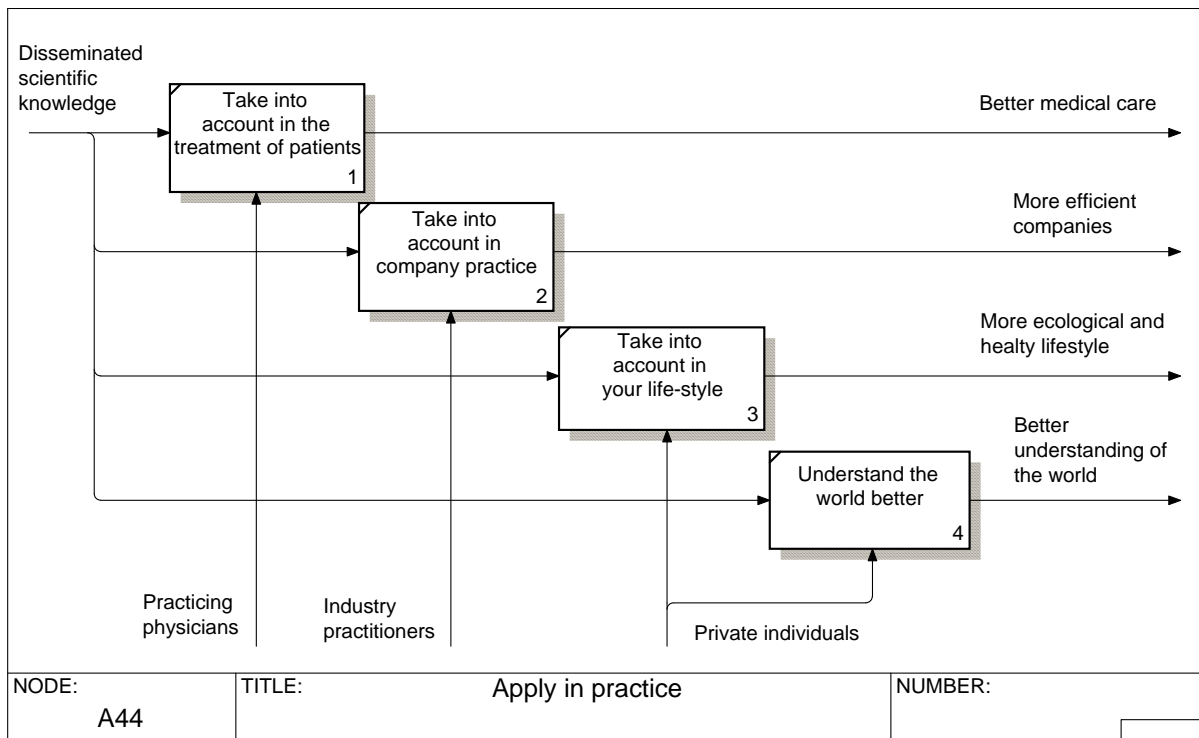 Disseminated
scientific
knowledge
Take into
account in the
treatment of patients
1
Better medical care
Take into
account in
company practice
2
More efficient
companies
Take into
account in
your life-style
3
More ecological and
healty lifestyle
Understand the
world better
4
Better
understanding of
the world
Practicing
physicians
Industry
practitioners
Private individuals
NODE:
A44
TITLE:
Apply in practice
NUMBER: